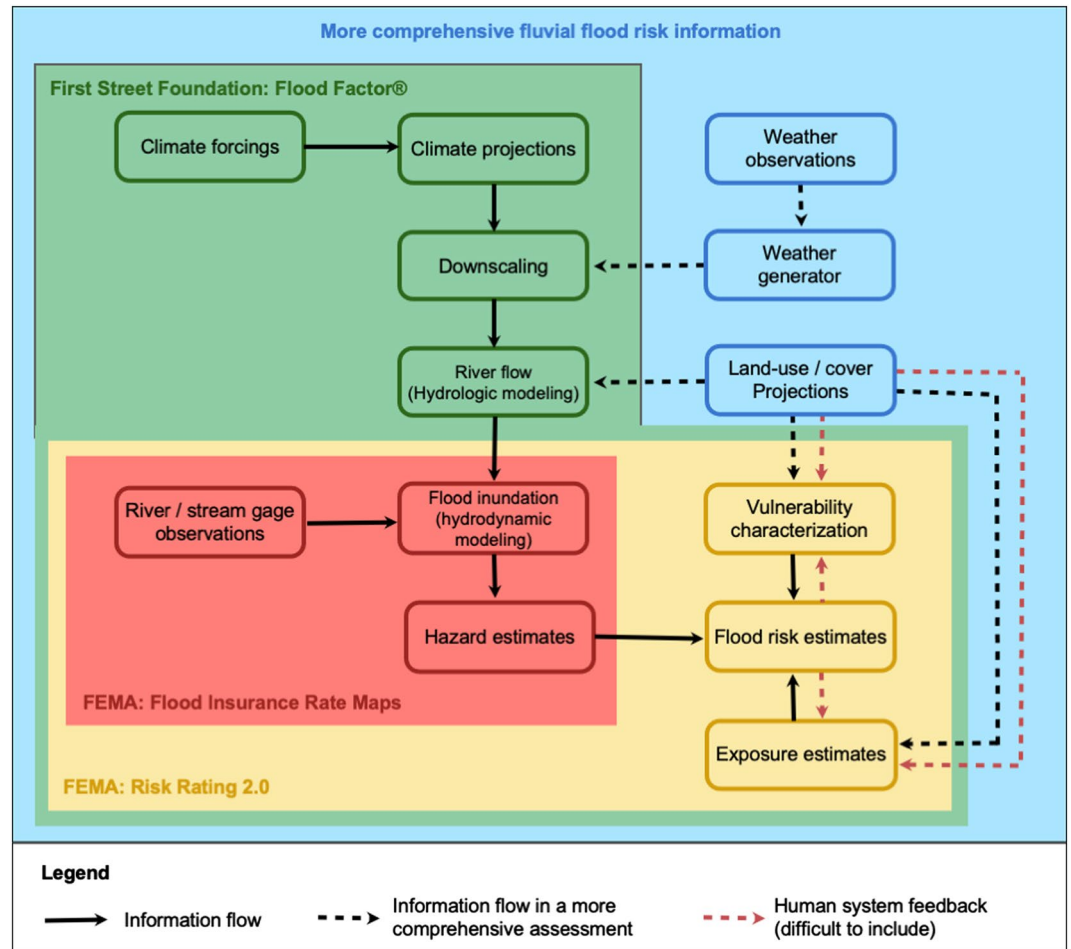 More comprehensive fluvial flood risk information
First Street Foundation: Flood Factor®
Climate forcings
Climate projections
Weather
observations
Downscaling
Weather
generator
River flow
(Hydrologic modeling)
Land-use / cover
Projections
River / stream gage
observations
Flood inundation
(hydrodynamic
modeling)
Vulnerability
characterization
Hazard estimates
Flood risk estimates
FEMA: Flood Insurance Rate Maps
Exposure estimates
FEMA: Risk Rating 2.0
Legend
Information flow
Information flow in a more
comprehensive assessment
Human system feedback
(difficult to include)